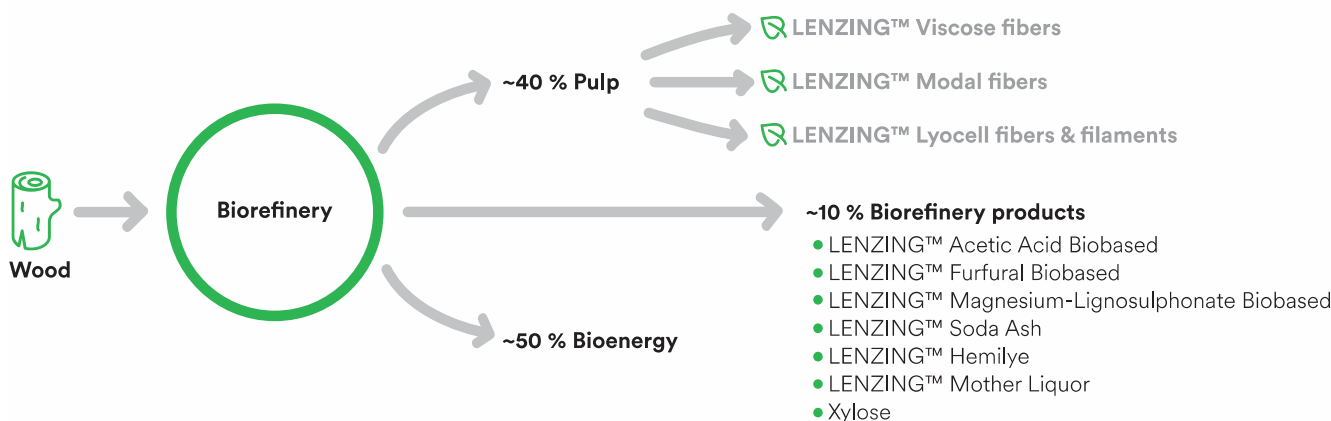 Wood
Biorefinery
~40 % Pulp
LENZING™ Viscose fibers
LENZING™ Modal fibers
LENZING™ Lyocell fibers & filaments
~10 % Biorefinery products
LENZING™ Acetic Acid Biobased
LENZING™ Furfural Biobased
LENZING™ Magnesium-Lignosulphonate Biobased
LENZING™ Soda Ash
LENZING™ Hemilye
LENZING™ Mother Liquor
Xylose
~50 % Bioenergy